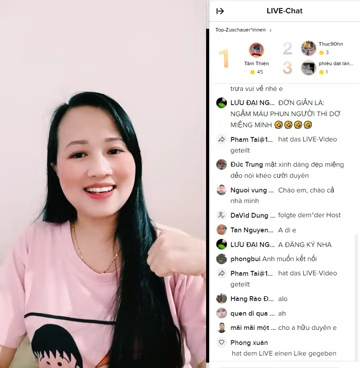 LIVE-Chat
Top-Zuschauer*innen
1
Tâm Thiện
45
2
Thuc90hn
3
3
phiêu dạt lãn...
1
trưa vui vẻ nhé e
LƯU ĐẠI NG... ĐƠN GIẢN LÀ:
NGẬM MÁU PHUN NGƯỜI THÌ DƠ
MIỆNG MÌNH
Pham Tai@1... hat das LIVE-Video
geteilt
Đức Trung mặt xinh dáng đẹp miệng
dẻo nói khéo cười duyên
Nguoi vung ... Chào em, chào cả
nhà mình
DaVid Dung ... folgte dem*der Host
Tan Nguyen... A di e
LƯU ĐẠI NG... A ĐĂNG KÝ NHA
phongbui Anh muốn kết nối
Pham Tai@1... hat das LIVE-Video
geteilt
Hàng Rào Đ... alo
quen di qua ... ah
mãi mãi một ... cho a hữu duyên e
Phong xuân
hat dem LIVE einen Like gegeben